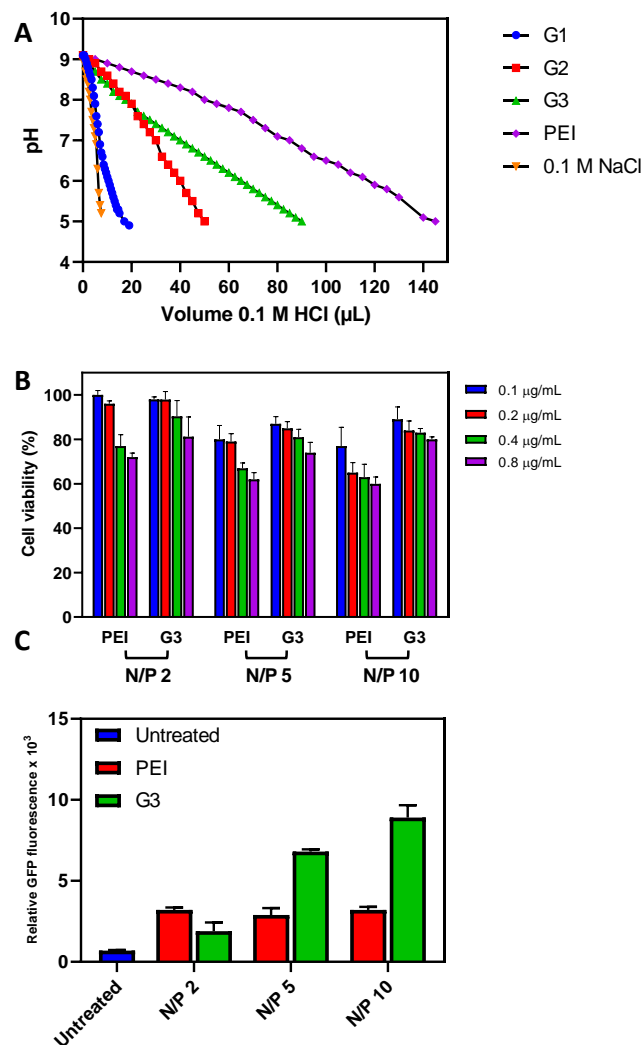 A
pH
10
9
8
7
6
5
4
0 20 40 60 80 100 120 140
Volume 0.1 M HCl (µL)
G1
G2
G3
PEI
0.1 M NaCl
B
Cell viability (%)
100
80
60
40
20
0
PEI G3 PEI G3 PEI G3
N/P 2 N/P 5 N/P 10
0.1 µg/mL
0.2 µg/mL
0.4 µg/mL
0.8 µg/mL
C
Relative GFP fluorescence x 10³
15
10
5
0
Untreated
PEI
G3
Untreated N/P 2 N/P 5 N/P 10